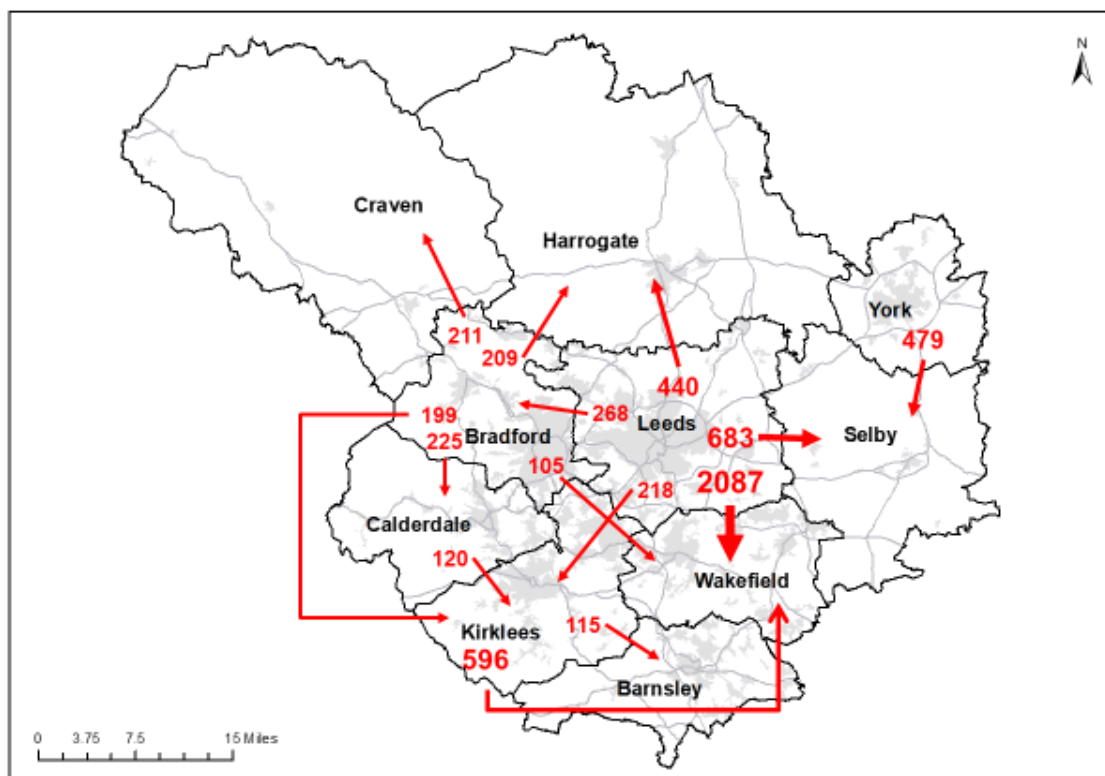 N
Craven
Harrogate
York
479
211
209
440
199
268
Leeds
Selby
225
Bradford
683
105
218
2087
Calderdale
120
Wakefield
Kirklees
115
596
Barnsley
0 3.75 7.5 15 Miles